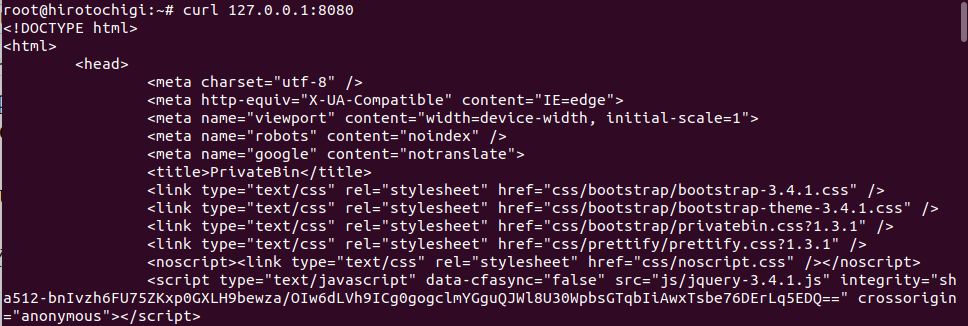 root@hirotochigi:~# curl 127.0.0.1:8080
<!DOCTYPE html>
<html>
<head>
<meta charset="utf-8" />
<meta http-equiv="X-UA-Compatible" content="IE=edge">
<meta name="viewport" content="width=device-width, initial-scale=1">
<meta name="robots" content="noindex" />
<meta name="google" content="notranslate">
<title>PrivateBin</title>
<link type="text/css" rel="stylesheet" href="css/bootstrap/bootstrap-3.4.1.css" />
<link type="text/css" rel="stylesheet" href="css/bootstrap/bootstrap-theme-3.4.1.css" />
<link type="text/css" rel="stylesheet" href="css/bootstrap/privatebin.css?1.3.1" />
<link type="text/css" rel="stylesheet" href="css/prettify/prettify.css?1.3.1" />
<noscript><link type="text/css" rel="stylesheet" href="css/noscript.css" /></noscript>
<script type="text/javascript" data-cfasync="false" src="js/jquery-3.4.1.js" integrity="sh
a512-bnIvzh6FU75ZKxp0GXLH9bewza/OIw6dLVh9ICg0gogclmYGguQJWl8U30WpbsGTqbIiAwxTsbe76DErLq5EDQ==" crossorigin
="anonymous"></script>